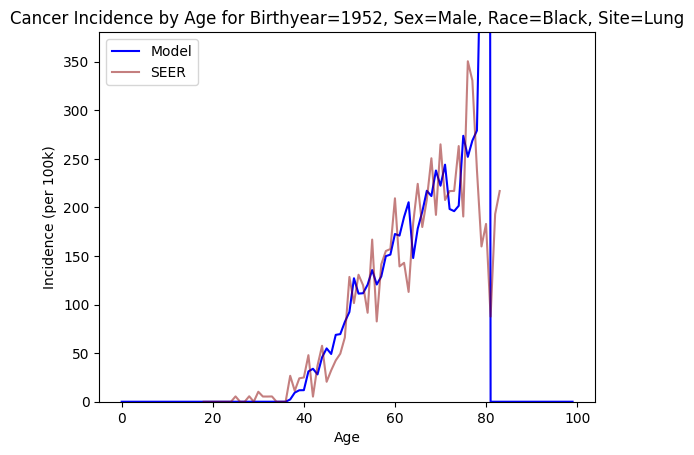 Cancer Incidence by Age for Birthyear=1952, Sex=Male, Race=Black, Site=Lung
Model
SEER
Incidence (per 100k)
350
300
250
200
150
100
50
0
0 20 40 60 80 100
Age